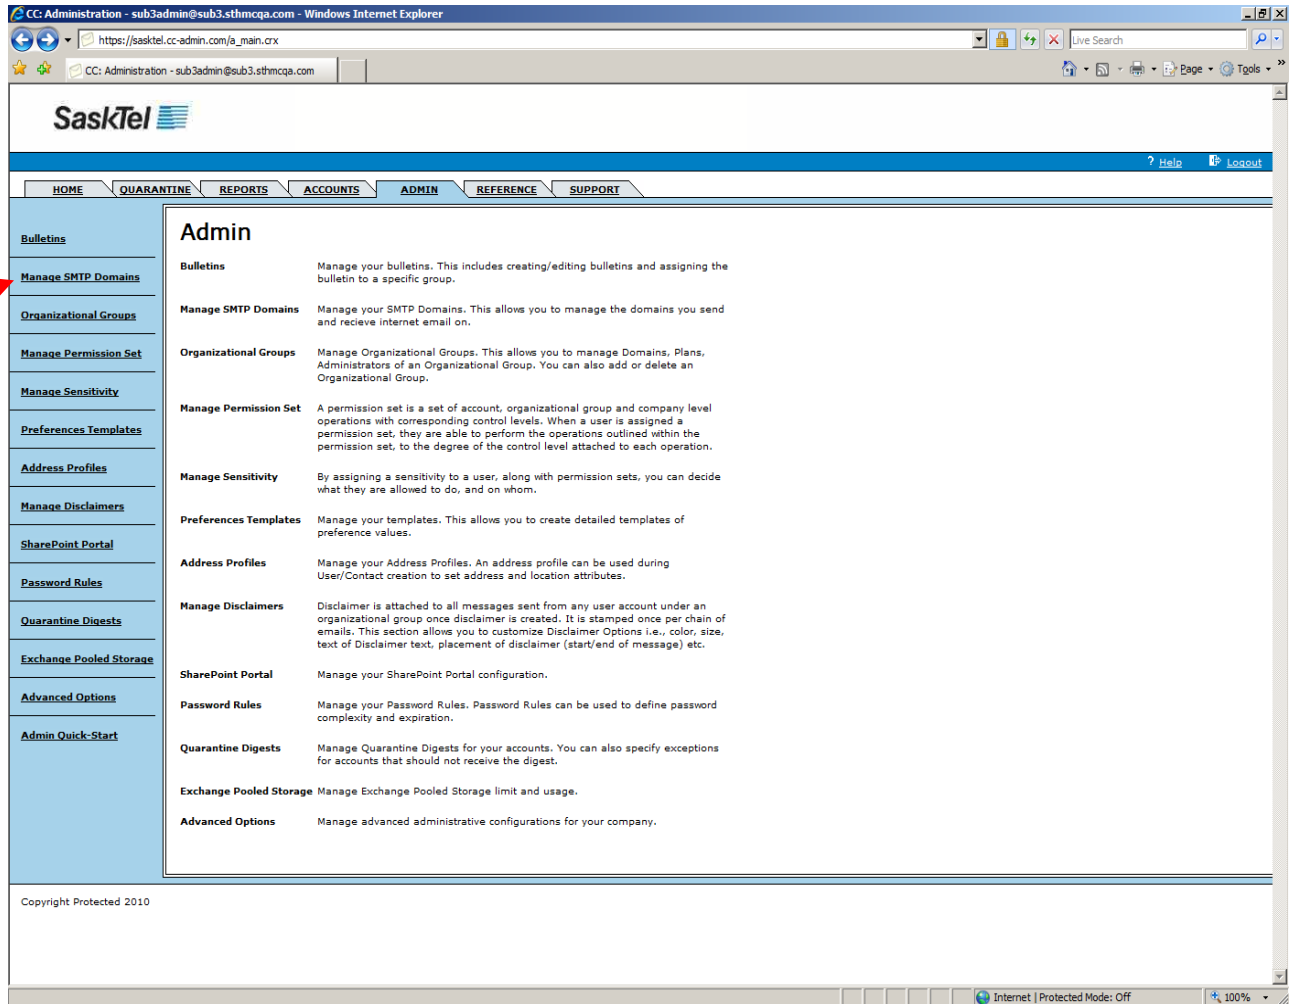 CC: Administration - sub3admin@sub3.sthmcqa.com - Windows Internet Explorer
https://sasktel.cc-admin.com/a_main.crx
Live Search
CC: Administration - sub3admin@sub3.sthmcqa.com
Page
Tools
SaskTel
? Help
Logout
HOME QUARANTINE REPORTS ACCOUNTS ADMIN REFERENCE SUPPORT
Bulletins
Manage SMTP Domains
Organizational Groups
Manage Permission Set
Manage Sensitivity
Preferences Templates
Address Profiles
Manage Disclaimers
SharePoint Portal
Password Rules
Quarantine Digests
Exchange Pooled Storage
Advanced Options
Admin Quick-Start
Admin
Bulletins Manage your bulletins. This includes creating/editing bulletins and assigning the
bulletin to a specific group.
Manage SMTP Domains Manage your SMTP Domains. This allows you to manage the domains you send
and recieve internet email on.
Organizational Groups Manage Organizational Groups. This allows you to manage Domains, Plans,
Administrators of an Organizational Group. You can also add or delete an
Organizational Group.
Manage Permission Set A permission set is a set of account, organizational group and company level
operations with corresponding control levels. When a user is assigned a
permission set, they are able to perform the operations outlined within the
permission set, to the degree of the control level attached to each operation.
Manage Sensitivity By assigning a sensitivity to a user, along with permission sets, you can decide
what they are allowed to do, and on whom.
Preferences Templates Manage your templates. This allows you to create detailed templates of
preference values.
Address Profiles Manage your Address Profiles. An address profile can be used during
User/Contact creation to set address and location attributes.
Manage Disclaimers Disclaimer is attached to all messages sent from any user account under an
organizational group once disclaimer is created. It is stamped once per chain of
emails. This section allows you to customize Disclaimer Options i.e., color, size,
text of Disclaimer text, placement of disclaimer (start/end of message) etc.
SharePoint Portal Manage your SharePoint Portal configuration.
Password Rules Manage your Password Rules. Password Rules can be used to define password
complexity and expiration.
Quarantine Digests Manage Quarantine Digests for your accounts. You can also specify exceptions
for accounts that should not receive the digest.
Exchange Pooled Storage Manage Exchange Pooled Storage limit and usage.
Advanced Options Manage advanced administrative configurations for your company.
Copyright Protected 2010
Internet | Protected Mode: Off
100%